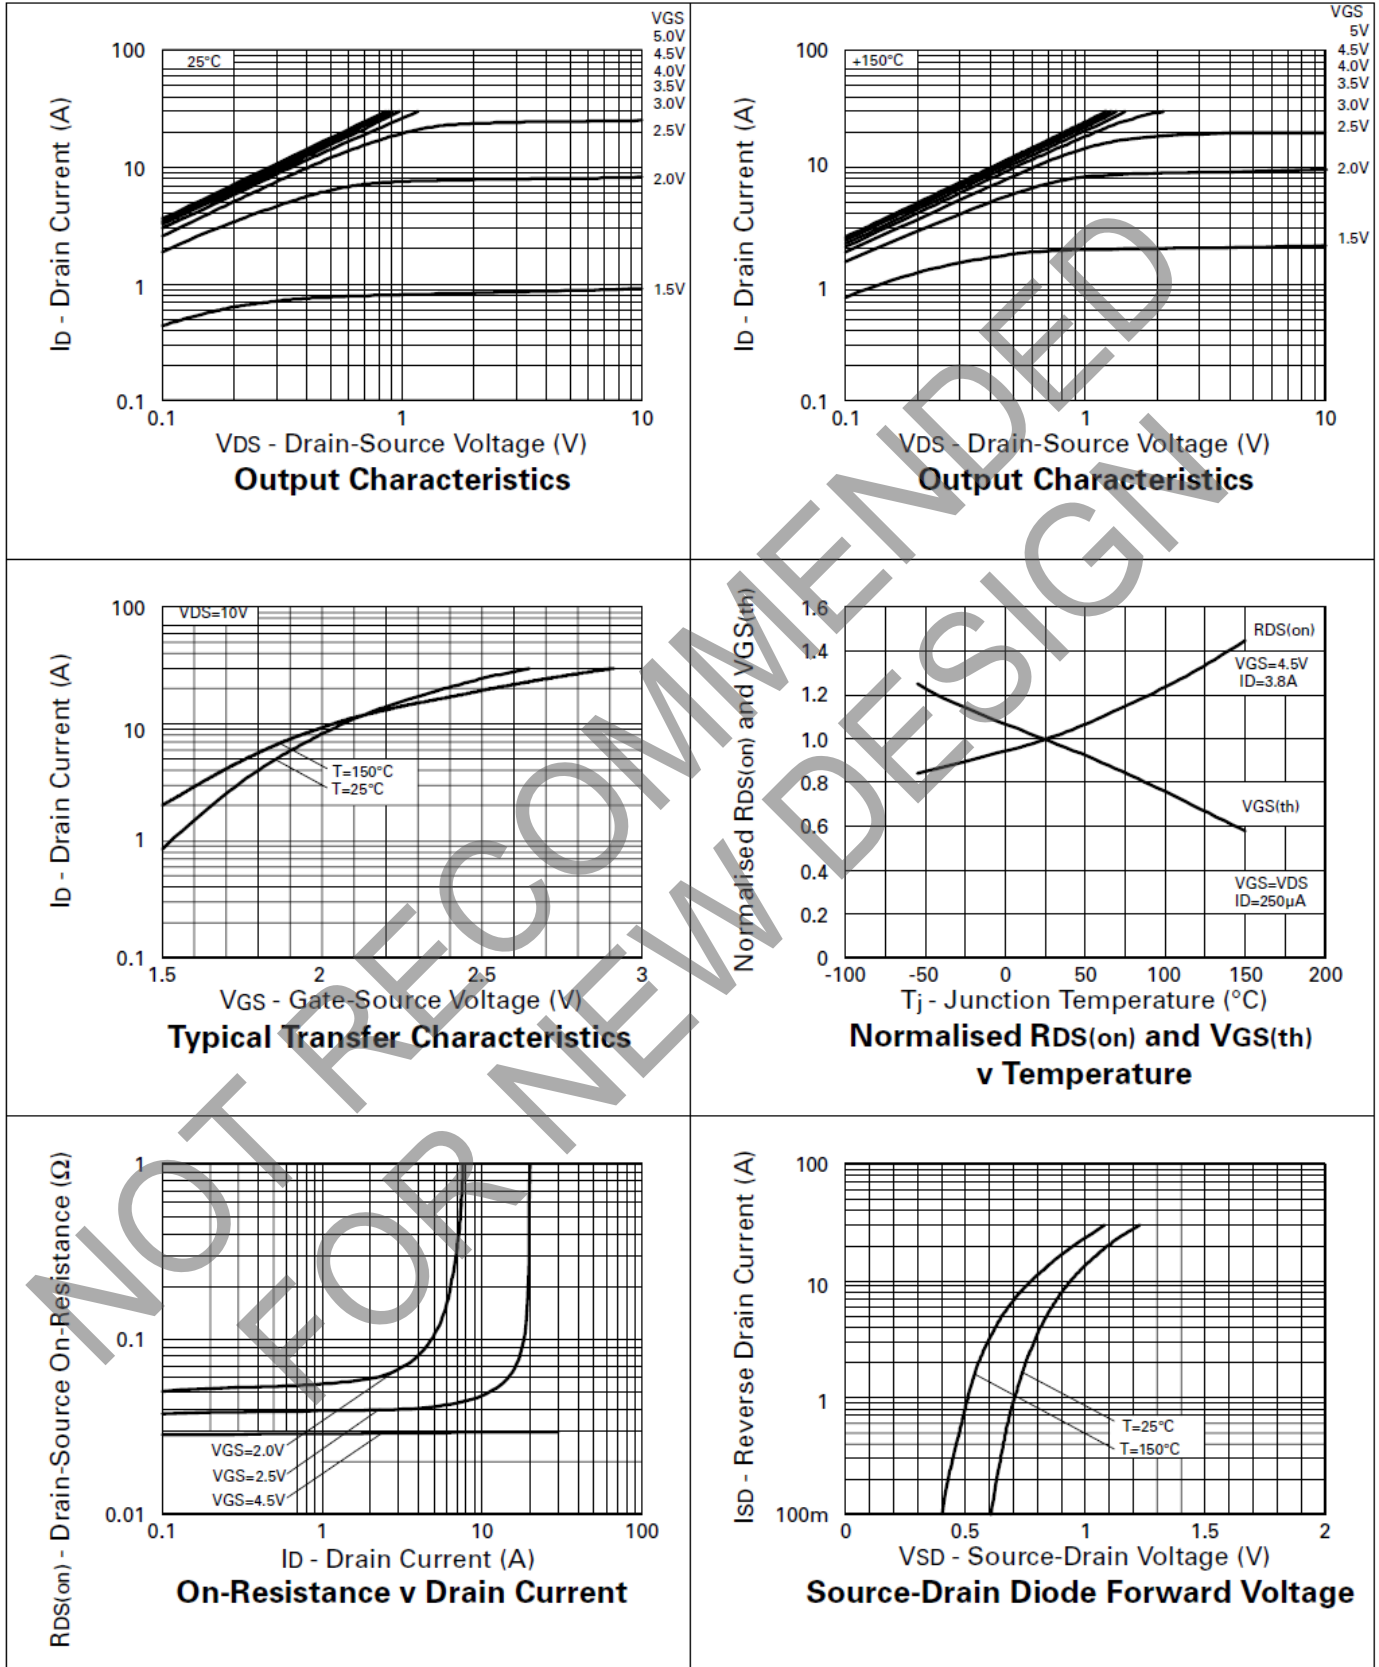 VGS
5.0V
4.5V
4.0V
3.5V
3.0V
2.5V
2.0V
1.5V
25°C
100
10
1
0.1
ID - Drain Current (A)
0.1 1 10
VDS - Drain-Source Voltage (V)
Output Characteristics
VGS
5V
4.5V
4.0V
3.5V
3.0V
2.5V
2.0V
1.5V
+150°C
100
10
1
0.1
ID - Drain Current (A)
0.1 1 10
VDS - Drain-Source Voltage (V)
Output Characteristics
VDS=10V
100
10
1
0.1
ID - Drain Current (A)
T=150°C
T=25°C
1.5 2 2.5 3
VGS - Gate-Source Voltage (V)
Typical Transfer Characteristics
Normalised RDS(on) and VGS(th)
1.6
1.4
1.2
1.0
0.8
0.6
0.4
0.2
0
RDS(on)
VGS=4.5V
ID=3.8A
VGS(th)
VGS=VDS
ID=250µA
-100 -50 0 50 100 150 200
Tj - Junction Temperature (°C)
Normalised RDS(on) and VGS(th)
v Temperature
RDS(on) - Drain-Source On-Resistance (Ω)
1
0.1
0.01
VGS=2.0V
VGS=2.5V
VGS=4.5V
0.1 1 10 100
ID - Drain Current (A)
On-Resistance v Drain Current
ISD - Reverse Drain Current (A)
100
10
1
100m
T=25°C
T=150°C
0 0.5 1 1.5 2
VSD - Source-Drain Voltage (V)
Source-Drain Diode Forward Voltage
NOT RECOMMENDED
FOR NEW DESIGN